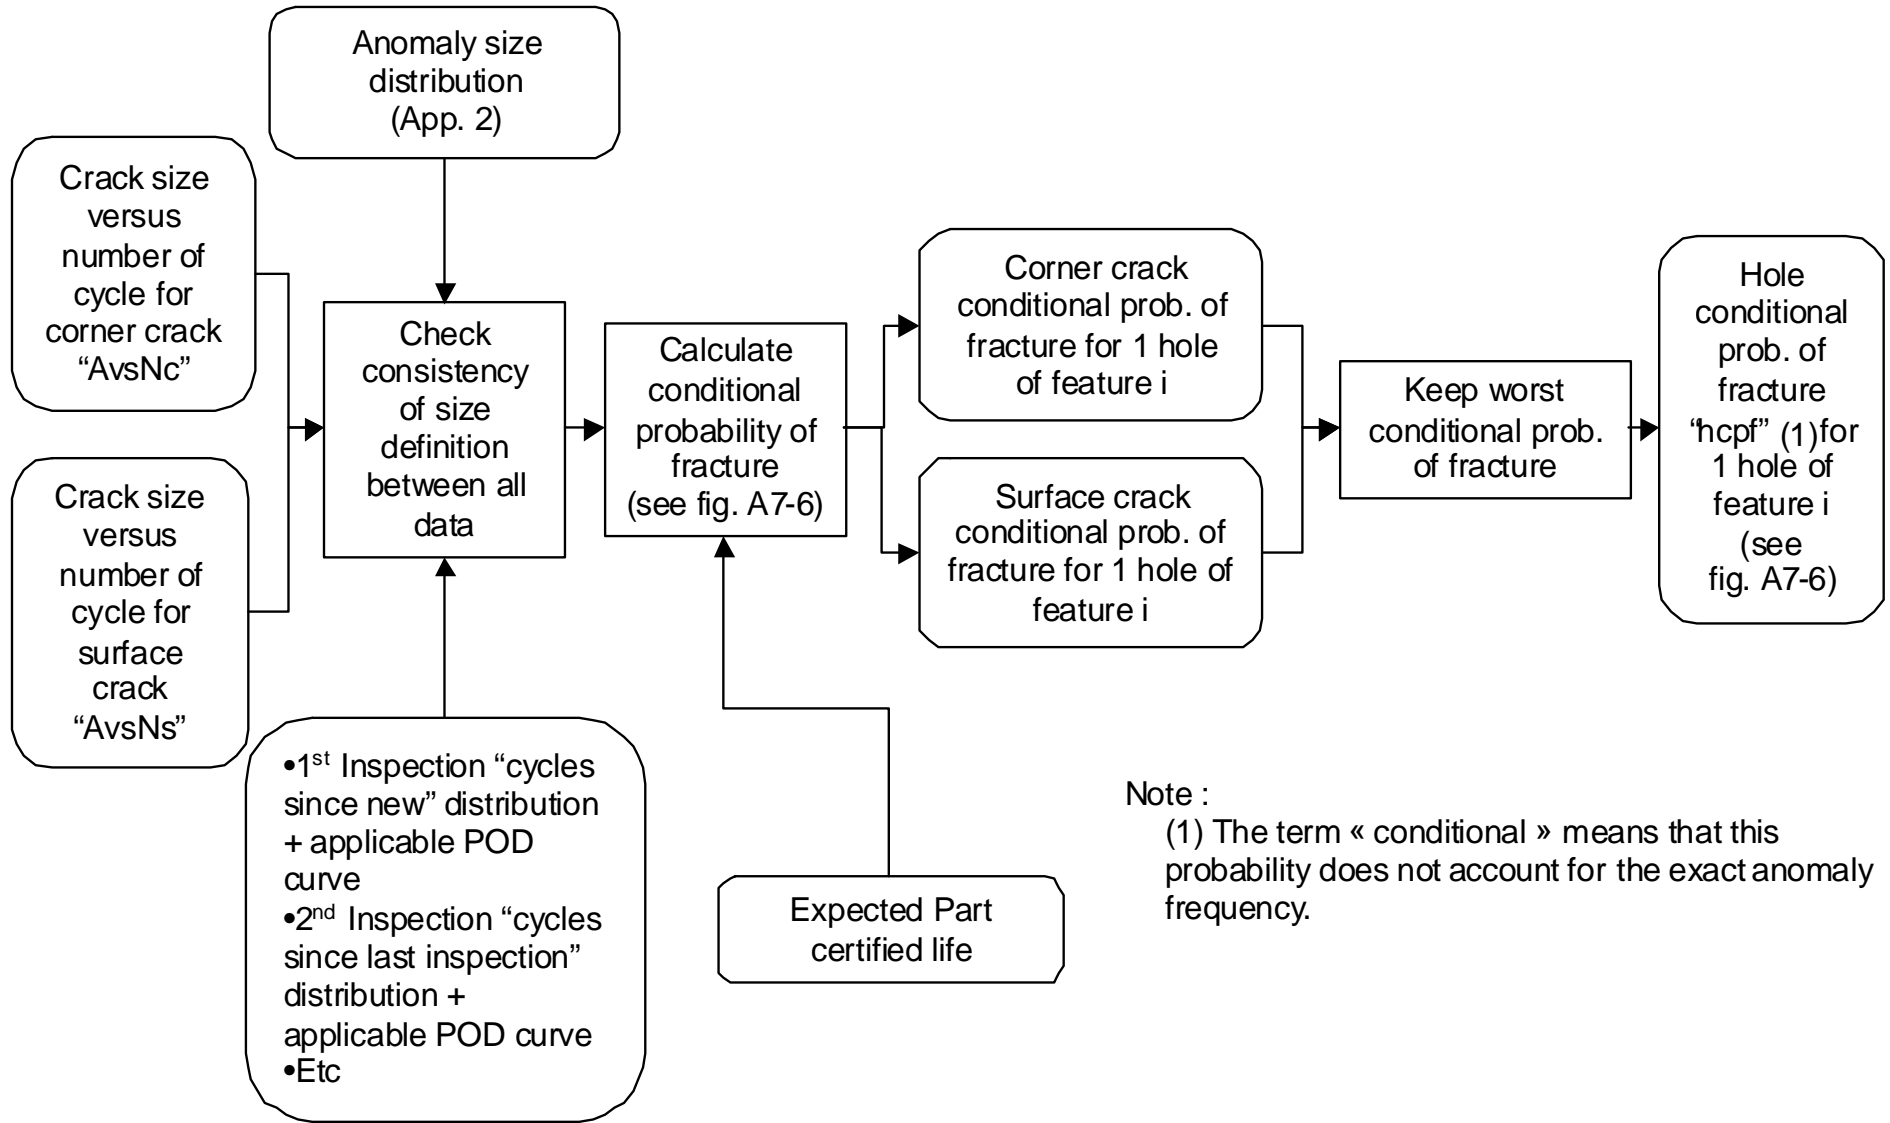 Anomaly size
distribution
(App. 2)
Crack size
versus
number of
cycle for
corner crack
“AvsNc”
Crack size
versus
number of
cycle for
surface
crack
“AvsNs”
Check
consistency
of size
definition
between all
data
•1st Inspection “cycles
since new” distribution
+ applicable POD
curve
•2nd Inspection “cycles
since last inspection”
distribution +
applicable POD curve
•Etc
Calculate
conditional
probability of
fracture
(see fig. A7-6)
Expected Part
certified life
Corner crack
conditional prob. of
fracture for 1 hole
of feature i
Surface crack
conditional prob. of
fracture for 1 hole of
feature i
Keep worst
conditional prob.
of fracture
Hole
conditional
prob. of
fracture
“hcpf” (1)for
1 hole of
feature i
(see
fig. A7-6)
Note :
(1) The term « conditional » means that this
probability does not account for the exact anomaly
frequency.